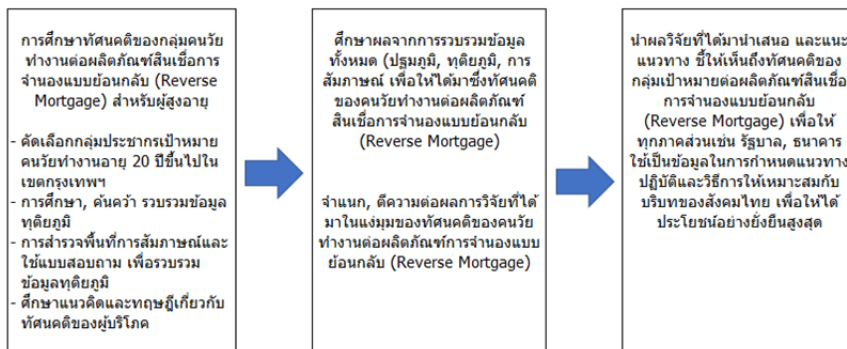 การศึกษาทัศนคติของกลุ่มคนวัย
ทำงานต่อผลิตภัณฑ์สินเชื่อการ
จำนองแบบย้อนกลับ (Reverse
Mortgage) สำหรับผู้สูงอายุ
- คัดเลือกกลุ่มประชากรเป้าหมาย
คนวัยทำงานอายุ 20 ปีขึ้นไปใน
เขตกรุงเทพฯ
- การศึกษา, ค้นคว้า รวบรวมข้อมูล
ทุติยภูมิ
- การสำรวจพื้นที่การสัมภาษณ์และ
ใช้แบบสอบถาม เพื่อรวบรวม
ข้อมูลทุติยภูมิ
- ศึกษาแนวคิดและทฤษฎีเกี่ยวกับ
ทัศนคติของผู้บริโภค
ศึกษาผลจากการรวบรวมข้อมูล
ทั้งหมด (ปฐมภูมิ, ทุติยภูมิ, การ
สัมภาษณ์ เพื่อให้ได้มาซึ่งทัศนคติ
ของคนวัยทำงานต่อผลิตภัณฑ์
สินเชื่อการจำนองแบบย้อนกลับ
(Reverse Mortgage)
จำแนก, ตีความต่อผลการวิจัยที่ได้
มาในแง่มุมของทัศนคติของคนวัย
ทำงานต่อผลิตภัณฑ์การจำนองแบบ
ย้อนกลับ (Reverse Mortgage)
นำผลวิจัยที่ได้มานำเสนอ และแนะ
แนวทาง ชี้ให้เห็นถึงทัศนคติของ
กลุ่มเป้าหมายต่อผลิตภัณฑ์สินเชื่อ
การจำนองแบบย้อนกลับ
(Reverse Mortgage) เพื่อให้
ทุกภาคส่วนเช่น รัฐบาล, ธนาคาร
ใช้เป็นข้อมูลในการกำหนดแนวทาง
ปฏิบัติและวิธีการให้เหมาะสมกับ
บริบทของสังคมไทย เพื่อให้ได้
ประโยชน์อย่างยั่งยืนสูงสุด